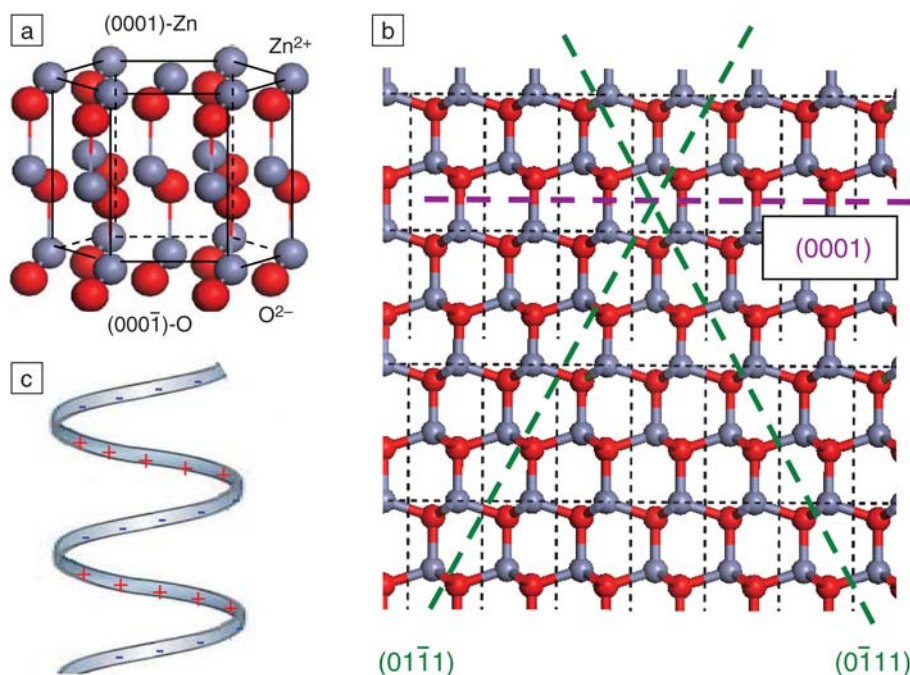 a
(0001)-Zn
Zn²⁺
(0001̄)-O
O²⁻
b
(0001)
(011̄1)
(01̄11)
c
- - - -
+ + + + +
- - - - -
+ + + + +
- - - -